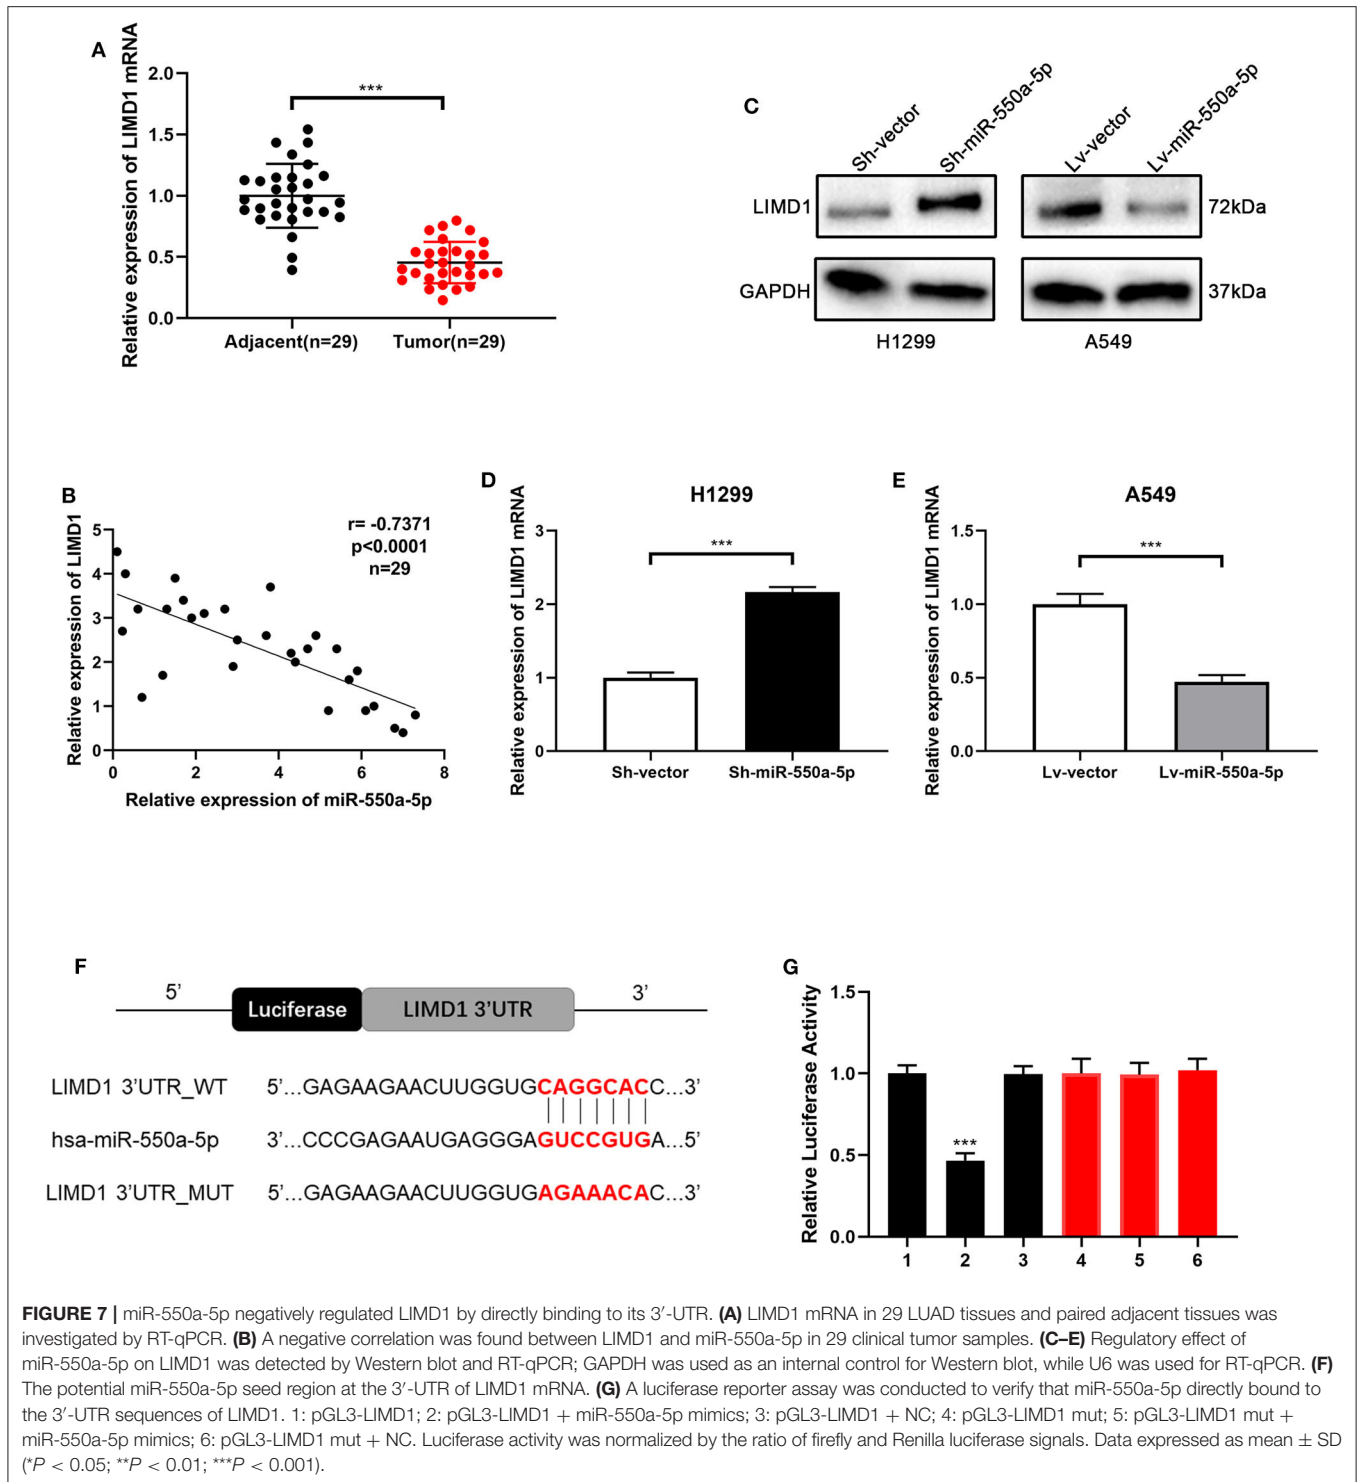 A
Relative expression of LIMD1 mRNA
2.0
1.5
1.0
0.5
0.0
***
Adjacent(n=29) Tumor(n=29)
C
Sh-vector
Sh-miR-550a-5p
Lv-vector
Lv-miR-550a-5p
LIMD1
72kDa
GAPDH
37kDa
H1299
A549
B
Relative expression of LIMD1
5
4
3
2
1
0
r= -0.7371
p<0.0001
n=29
0 2 4 6 8
Relative expression of miR-550a-5p
D
H1299
Relative expression of LIMD1 mRNA
3
2
1
0
***
Sh-vector Sh-miR-550a-5p
E
A549
Relative expression of LIMD1 mRNA
1.5
1.0
0.5
0.0
***
Lv-vector Lv-miR-550a-5p
F
5’ Luciferase LIMD1 3’UTR 3’
LIMD1 3’UTR_WT 5’...GAGAAGAACUUGGUGCAGGCACC...3’
hsa-miR-550a-5p 3’...CCCGAGAAUGAGGGAGUCCGUGA...5’
LIMD1 3’UTR_MUT 5’...GAGAAGAACUUGGUGAGAAACAC...3’
G
Relative Luciferase Activity
1.5
1.0
0.5
0.0
***
1 2 3 4 5 6
FIGURE 7 | miR-550a-5p negatively regulated LIMD1 by directly binding to its 3′-UTR. (A) LIMD1 mRNA in 29 LUAD tissues and paired adjacent tissues was
investigated by RT-qPCR. (B) A negative correlation was found between LIMD1 and miR-550a-5p in 29 clinical tumor samples. (C–E) Regulatory effect of
miR-550a-5p on LIMD1 was detected by Western blot and RT-qPCR; GAPDH was used as an internal control for Western blot, while U6 was used for RT-qPCR. (F)
The potential miR-550a-5p seed region at the 3′-UTR of LIMD1 mRNA. (G) A luciferase reporter assay was conducted to verify that miR-550a-5p directly bound to
the 3′-UTR sequences of LIMD1. 1: pGL3-LIMD1; 2: pGL3-LIMD1 + miR-550a-5p mimics; 3: pGL3-LIMD1 + NC; 4: pGL3-LIMD1 mut; 5: pGL3-LIMD1 mut +
miR-550a-5p mimics; 6: pGL3-LIMD1 mut + NC. Luciferase activity was normalized by the ratio of firefly and Renilla luciferase signals. Data expressed as mean ± SD
(*P < 0.05; **P < 0.01; ***P < 0.001).